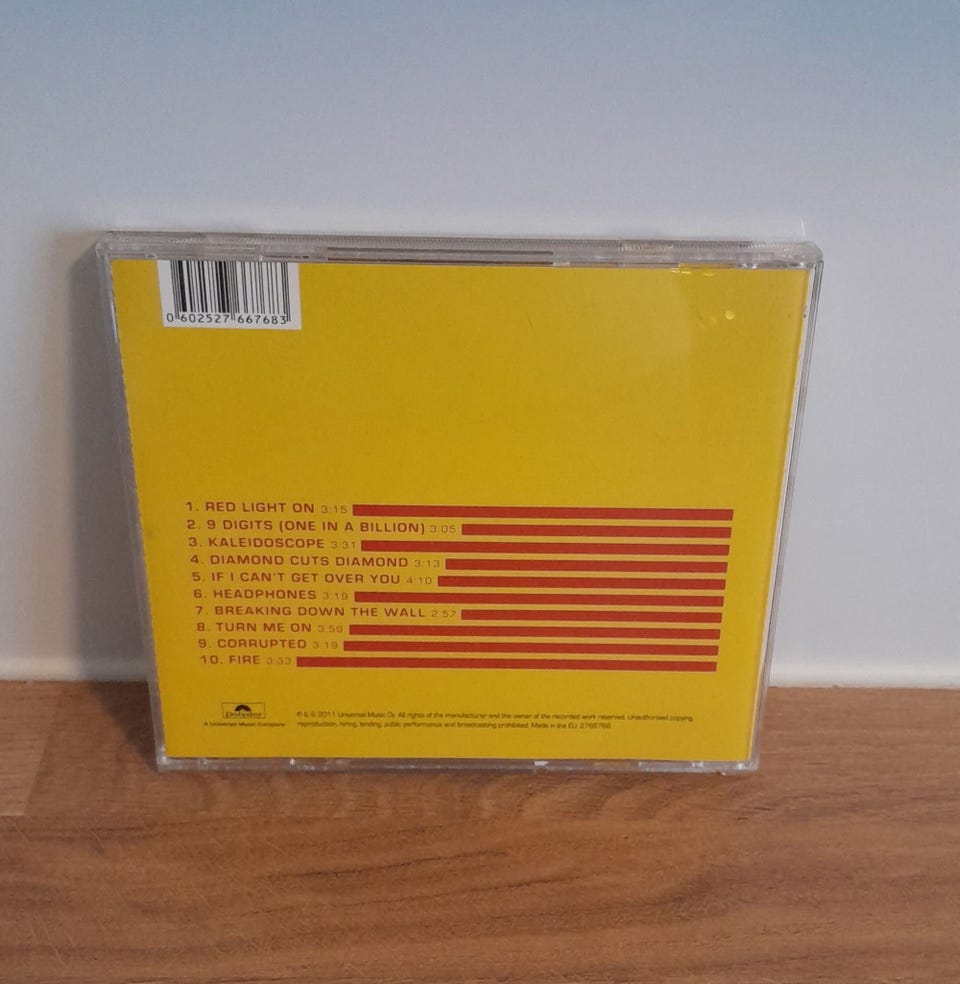 0 602527 667683
1. RED LIGHT ON 3:15
2. 9 DIGITS (ONE IN A BILLION) 3:05
3. KALEIDOSCOPE 3:31
4. DIAMOND CUTS DIAMOND 3:13
5. IF I CAN'T GET OVER YOU 4:10
6. HEADPHONES 3:19
7. BREAKING DOWN THE WALL 2:57
8. TURN ME ON 3:59
9. CORRUPTED 3:19
10. FIRE 3:33
Polydor
A Universal Music Company
℗ & © 2011 Universal Music Oy. All rights of the manufacturer and the owner of the recorded work reserved. Unauthorised copying,
reproduction, hiring, lending, public performance and broadcasting prohibited. Made in the EU. 2766768